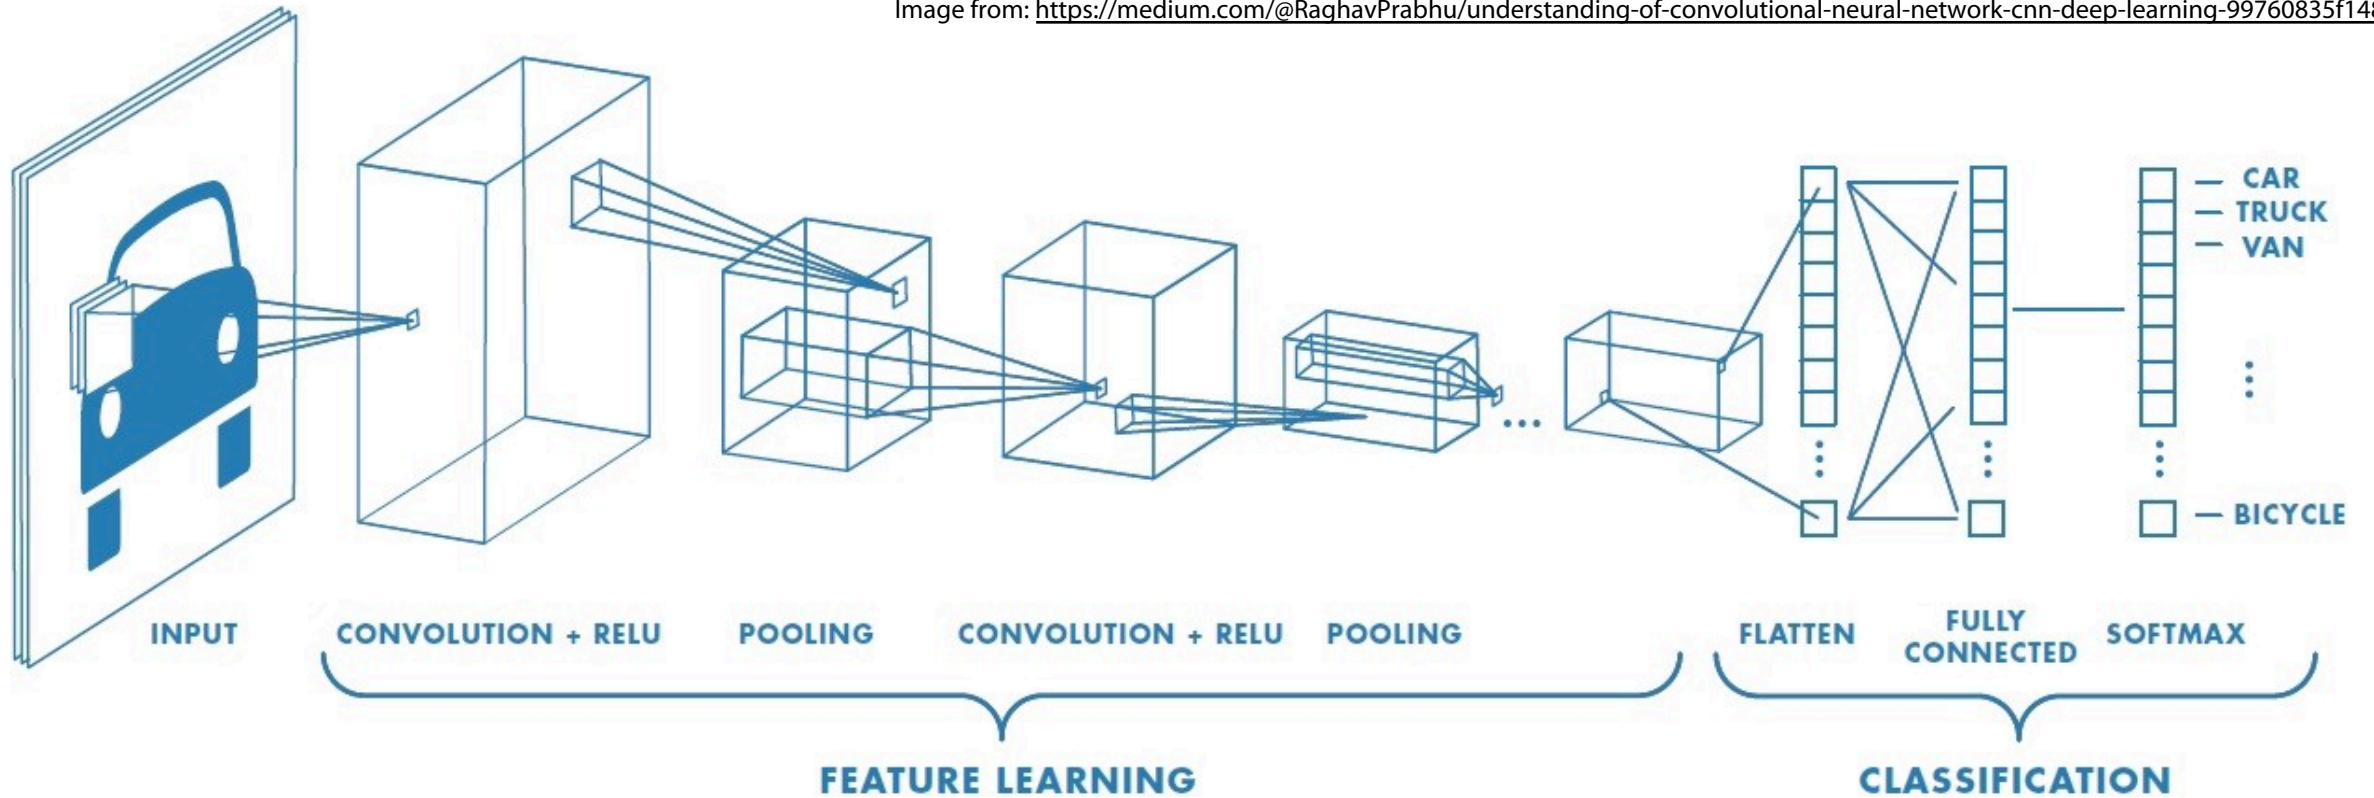 Image from: https://medium.com/@RaghavPrabhu/understanding-of-convolutional-neural-network-cnn-deep-learning-99760835f148
CAR
TRUCK
VAN
BICYCLE
INPUT
CONVOLUTION + RELU
POOLING
CONVOLUTION + RELU
POOLING
FLATTEN
FULLY
CONNECTED
SOFTMAX
FEATURE LEARNING
CLASSIFICATION